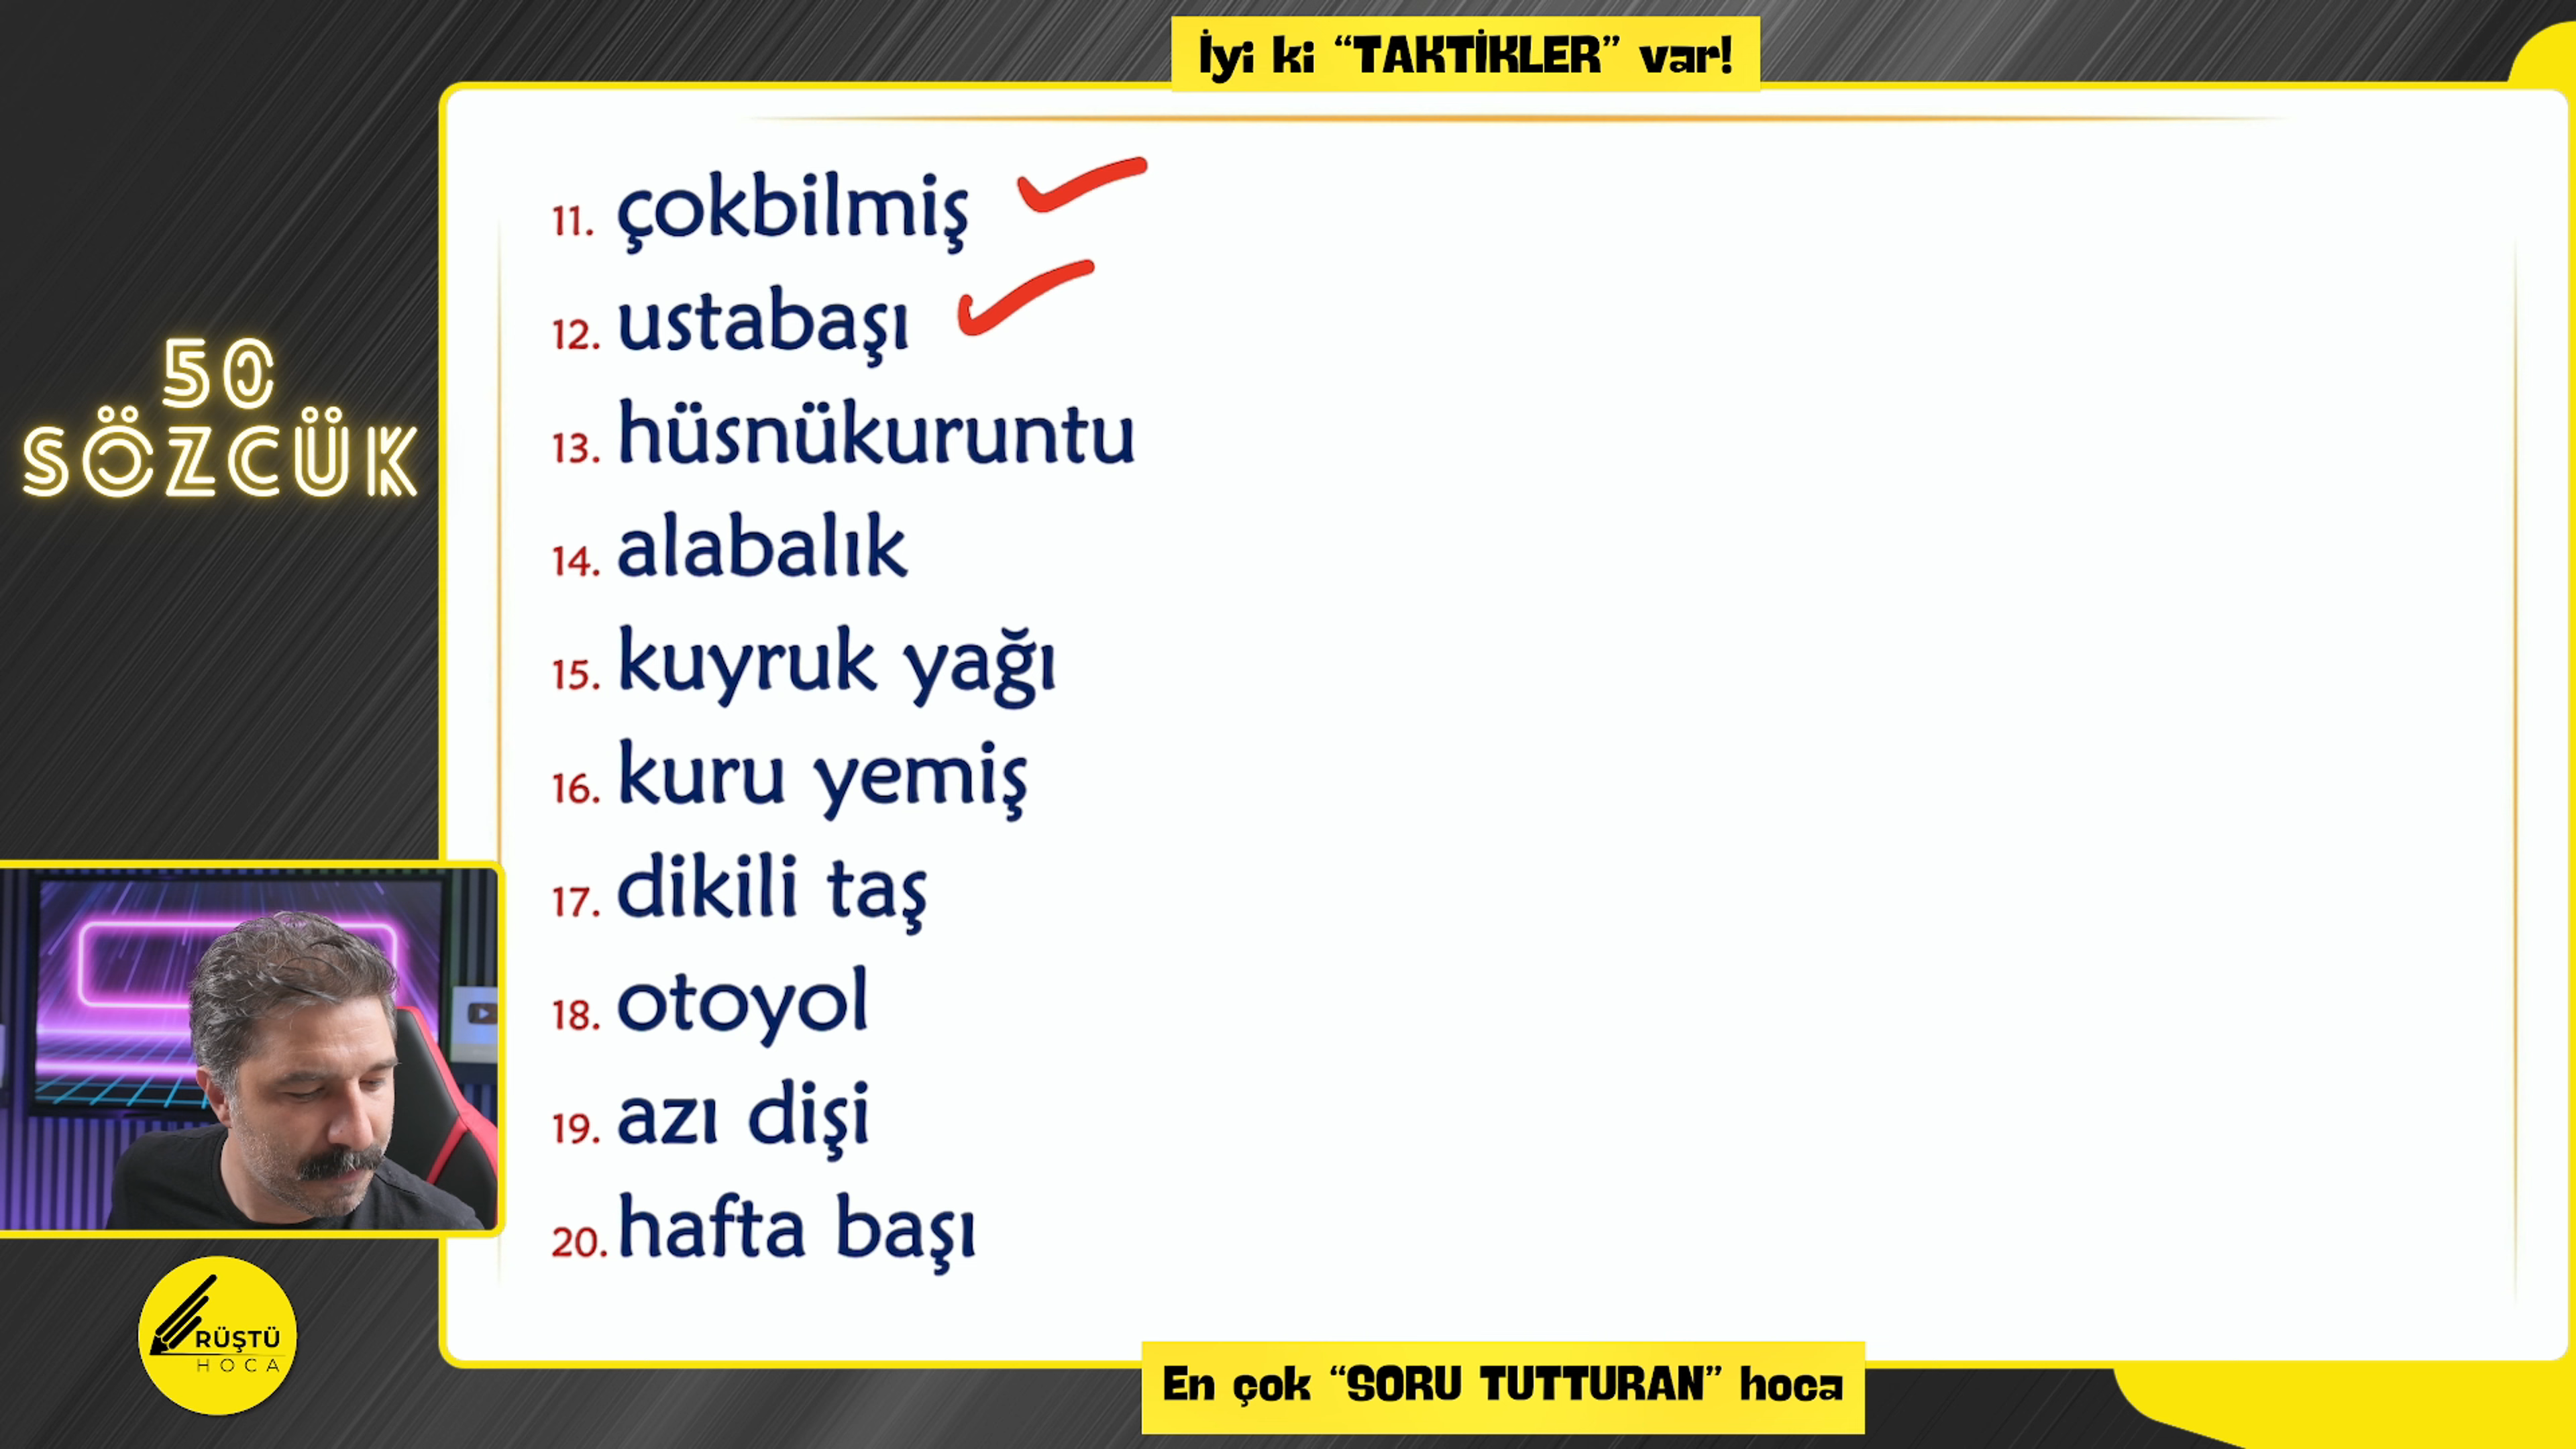 İyi ki “TAKTİKLER” var!
50
SÖZCÜK
11. çokbilmiş
12. ustabaşı
13. hüsnükuruntu
14. alabalık
15. kuyruk yağı
16. kuru yemiş
17. dikili taş
18. otoyol
19. azı dişi
20. hafta başı
RÜŞTÜ
HOCA
En çok “SORU TUTTURAN” hoca